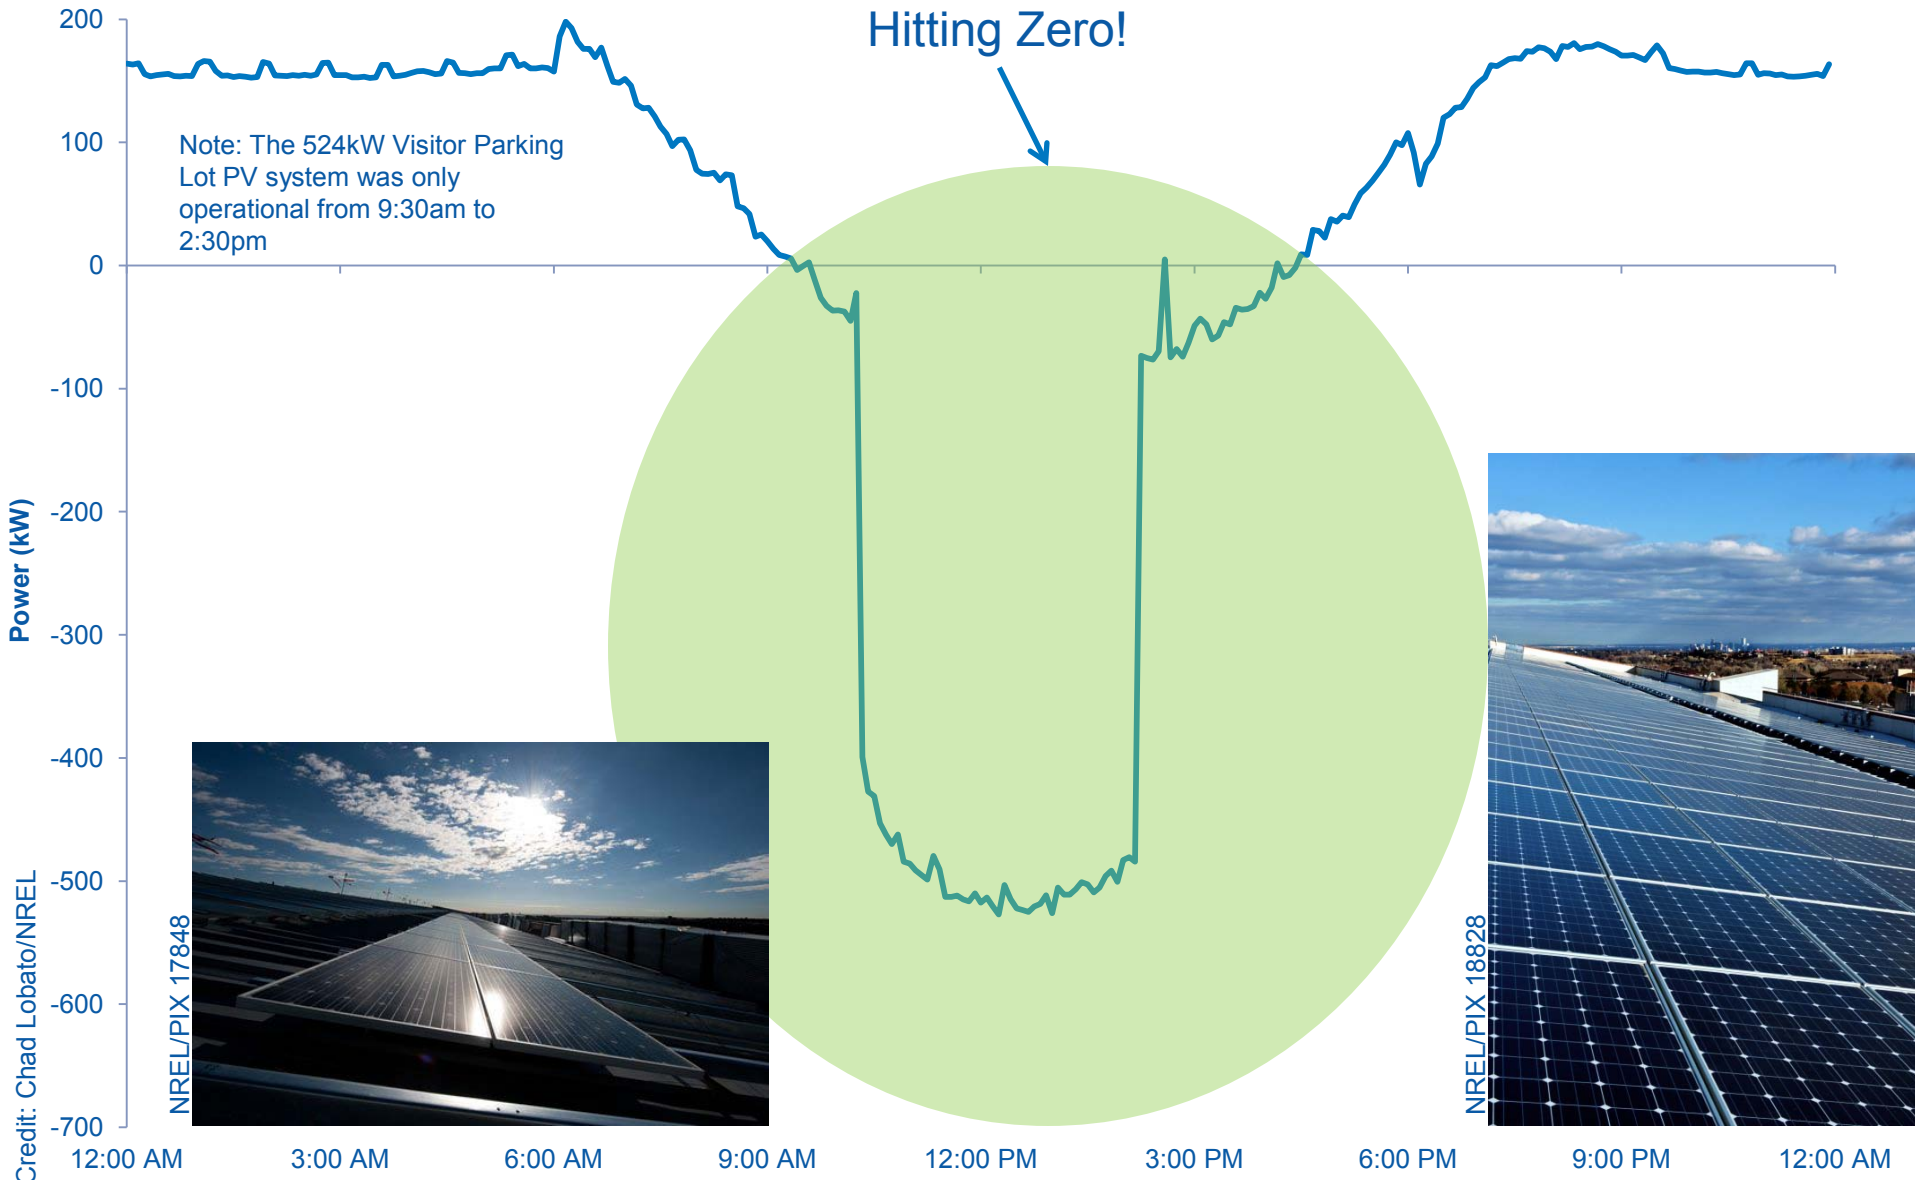 Hitting Zero!
200
100
0
-100
-200
-300
-400
-500
-600
-700
Power (kW)
Note: The 524kW Visitor Parking
Lot PV system was only
operational from 9:30am to
2:30pm
Credit: Chad Lobato/NREL
NREL/PIX 17848
NREL/PIX 18828
12:00 AM
3:00 AM
6:00 AM
9:00 AM
12:00 PM
3:00 PM
6:00 PM
9:00 PM
12:00 AM